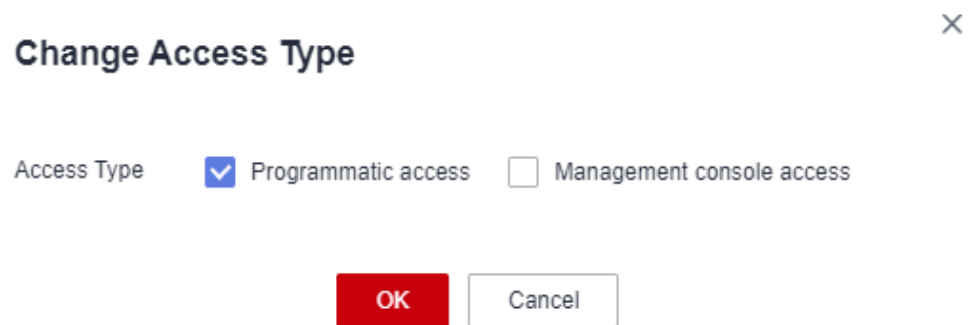 Change Access Type
Access Type Programmatic access Management console access
OK Cancel